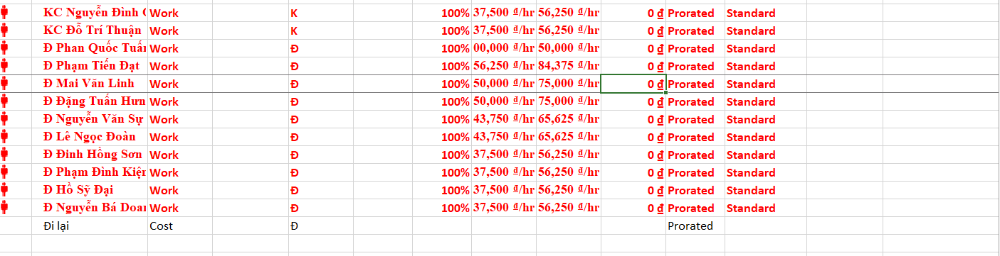 KC Nguyễn Đình Work K 100% 37,500 ₫/hr 56,250 ₫/hr 0 ₫ Prorated Standard
KC Đỗ Trí Thuận Work K 100% 37,500 ₫/hr 56,250 ₫/hr 0 ₫ Prorated Standard
Đ Phan Quốc Tuấ Work Đ 100% 00,000 ₫/hr 50,000 ₫/hr 0 ₫ Prorated Standard
Đ Phạm Tiến Đạt Work Đ 100% 56,250 ₫/hr 84,375 ₫/hr 0 ₫ Prorated Standard
Đ Mai Văn Linh Work Đ 100% 50,000 ₫/hr 75,000 ₫/hr 0 ₫ Prorated Standard
Đ Đặng Tuấn Hưn Work Đ 100% 50,000 ₫/hr 75,000 ₫/hr 0 ₫ Prorated Standard
Đ Nguyễn Văn Sự Work Đ 100% 43,750 ₫/hr 65,625 ₫/hr 0 ₫ Prorated Standard
Đ Lê Ngọc Đoàn Work Đ 100% 43,750 ₫/hr 65,625 ₫/hr 0 ₫ Prorated Standard
Đ Đinh Hồng Sơn Work Đ 100% 37,500 ₫/hr 56,250 ₫/hr 0 ₫ Prorated Standard
Đ Phạm Đình Kiện Work Đ 100% 37,500 ₫/hr 56,250 ₫/hr 0 ₫ Prorated Standard
Đ Hồ Sỹ Đại Work Đ 100% 37,500 ₫/hr 56,250 ₫/hr 0 ₫ Prorated Standard
Đ Nguyễn Bá Doan Work Đ 100% 37,500 ₫/hr 56,250 ₫/hr 0 ₫ Prorated Standard
Đi lại Cost Đ Prorated